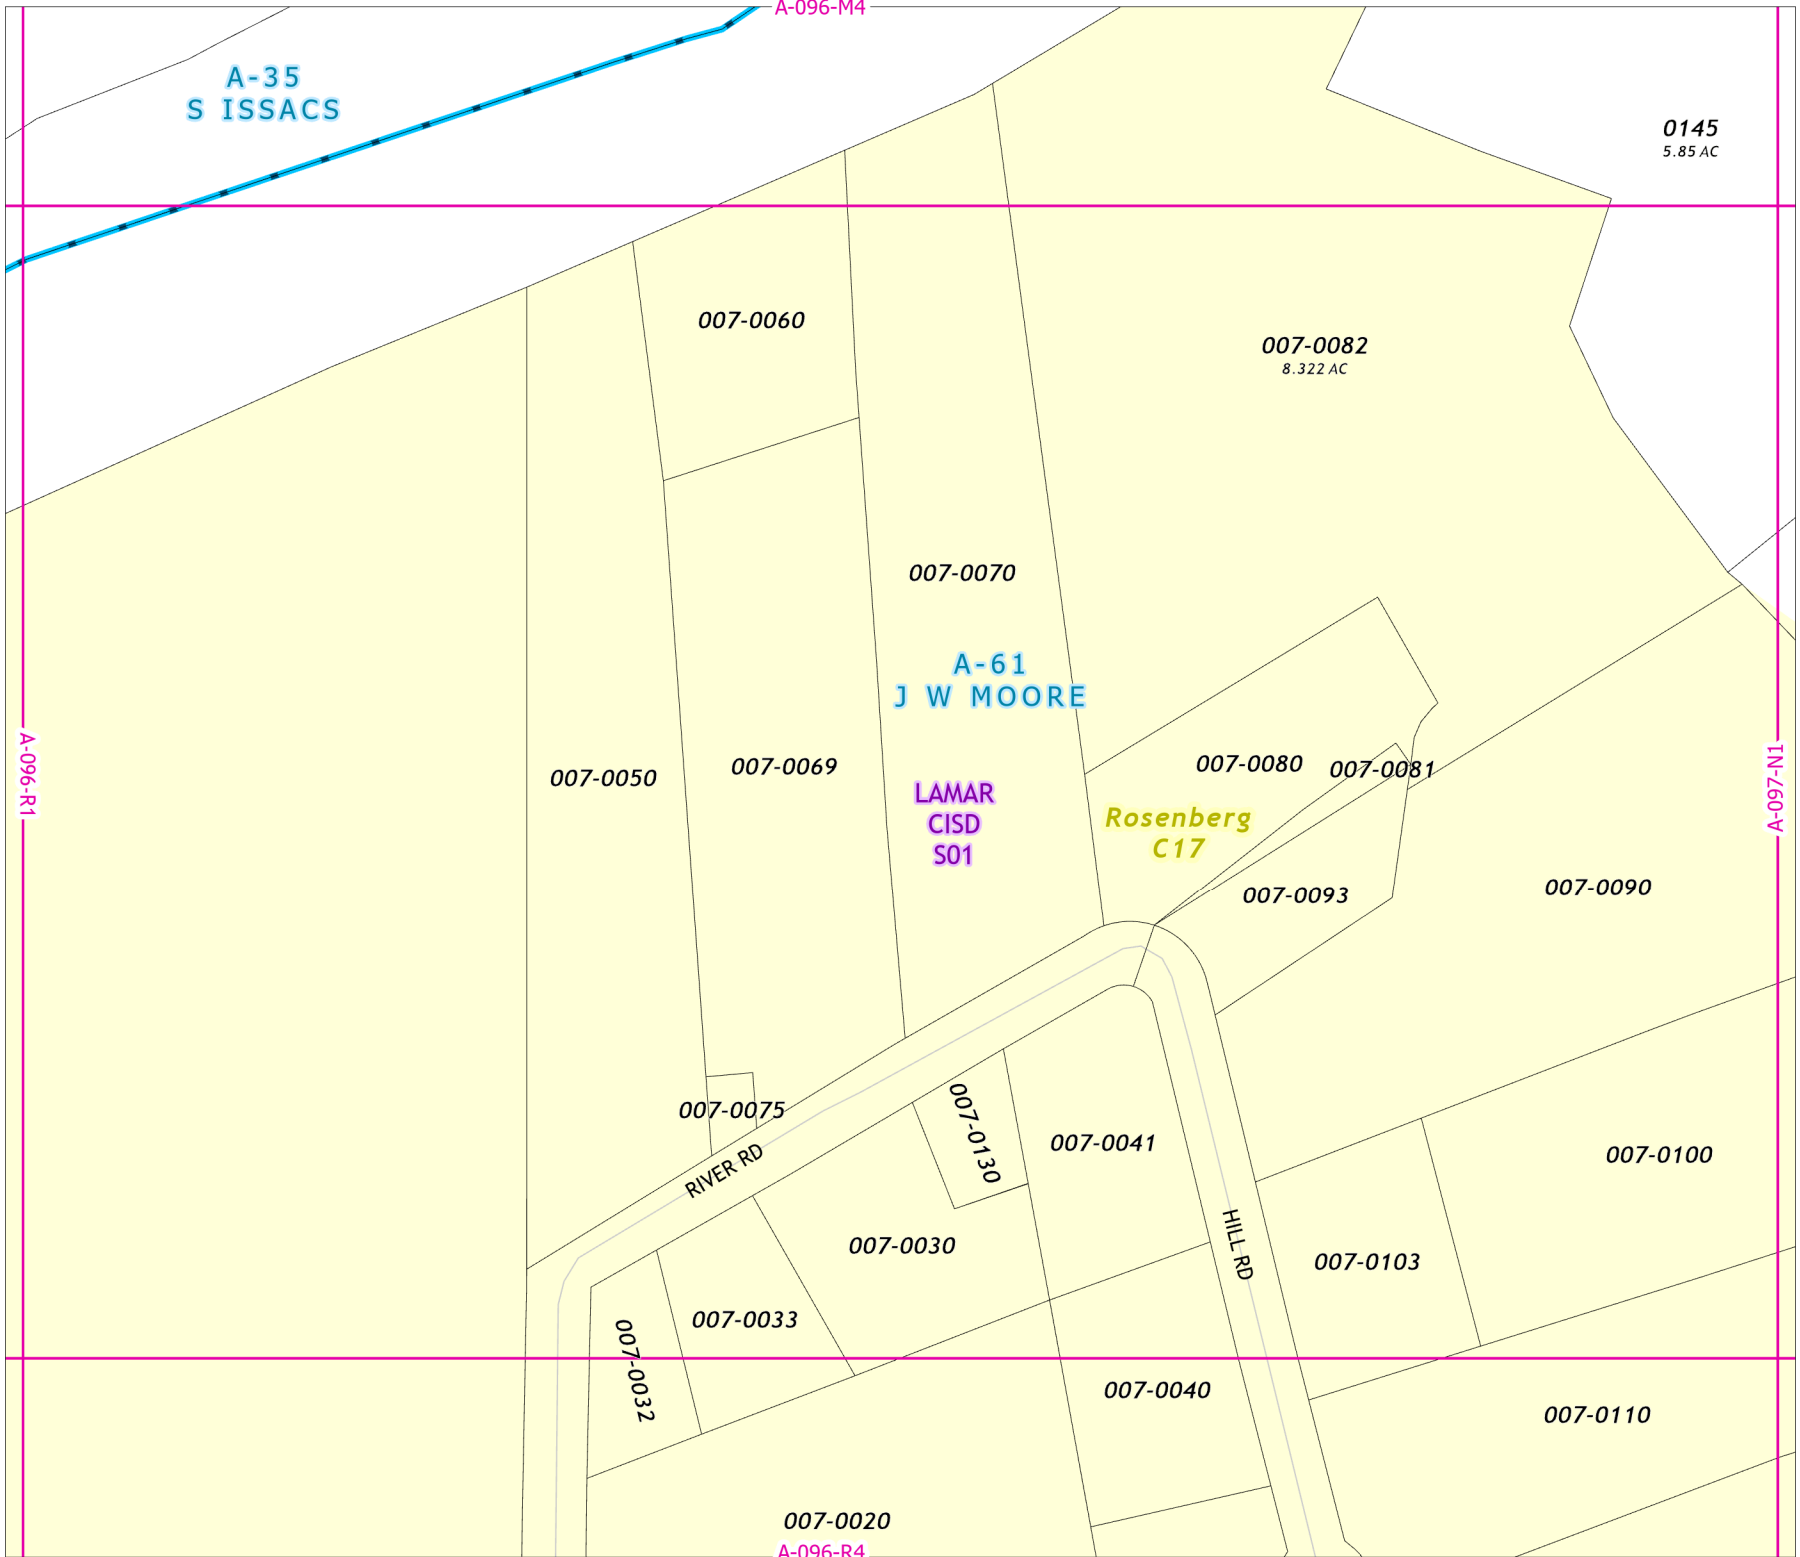 A-096-M4
A-35
S ISSACS
0145
5.85 AC
007-0060
007-0082
8.322 AC
007-0070
A-61
J W MOORE
007-0050
007-0069
007-0080
007-0081
A-096-R1
A-097-N1
LAMAR
CISD
S01
Rosenberg
C17
007-0093
007-0090
007-0075
007-0130
007-0041
RIVER RD
007-0100
007-0030
HILL RD
007-0103
007-0033
007-0032
007-0040
007-0110
007-0020
A-096-R4